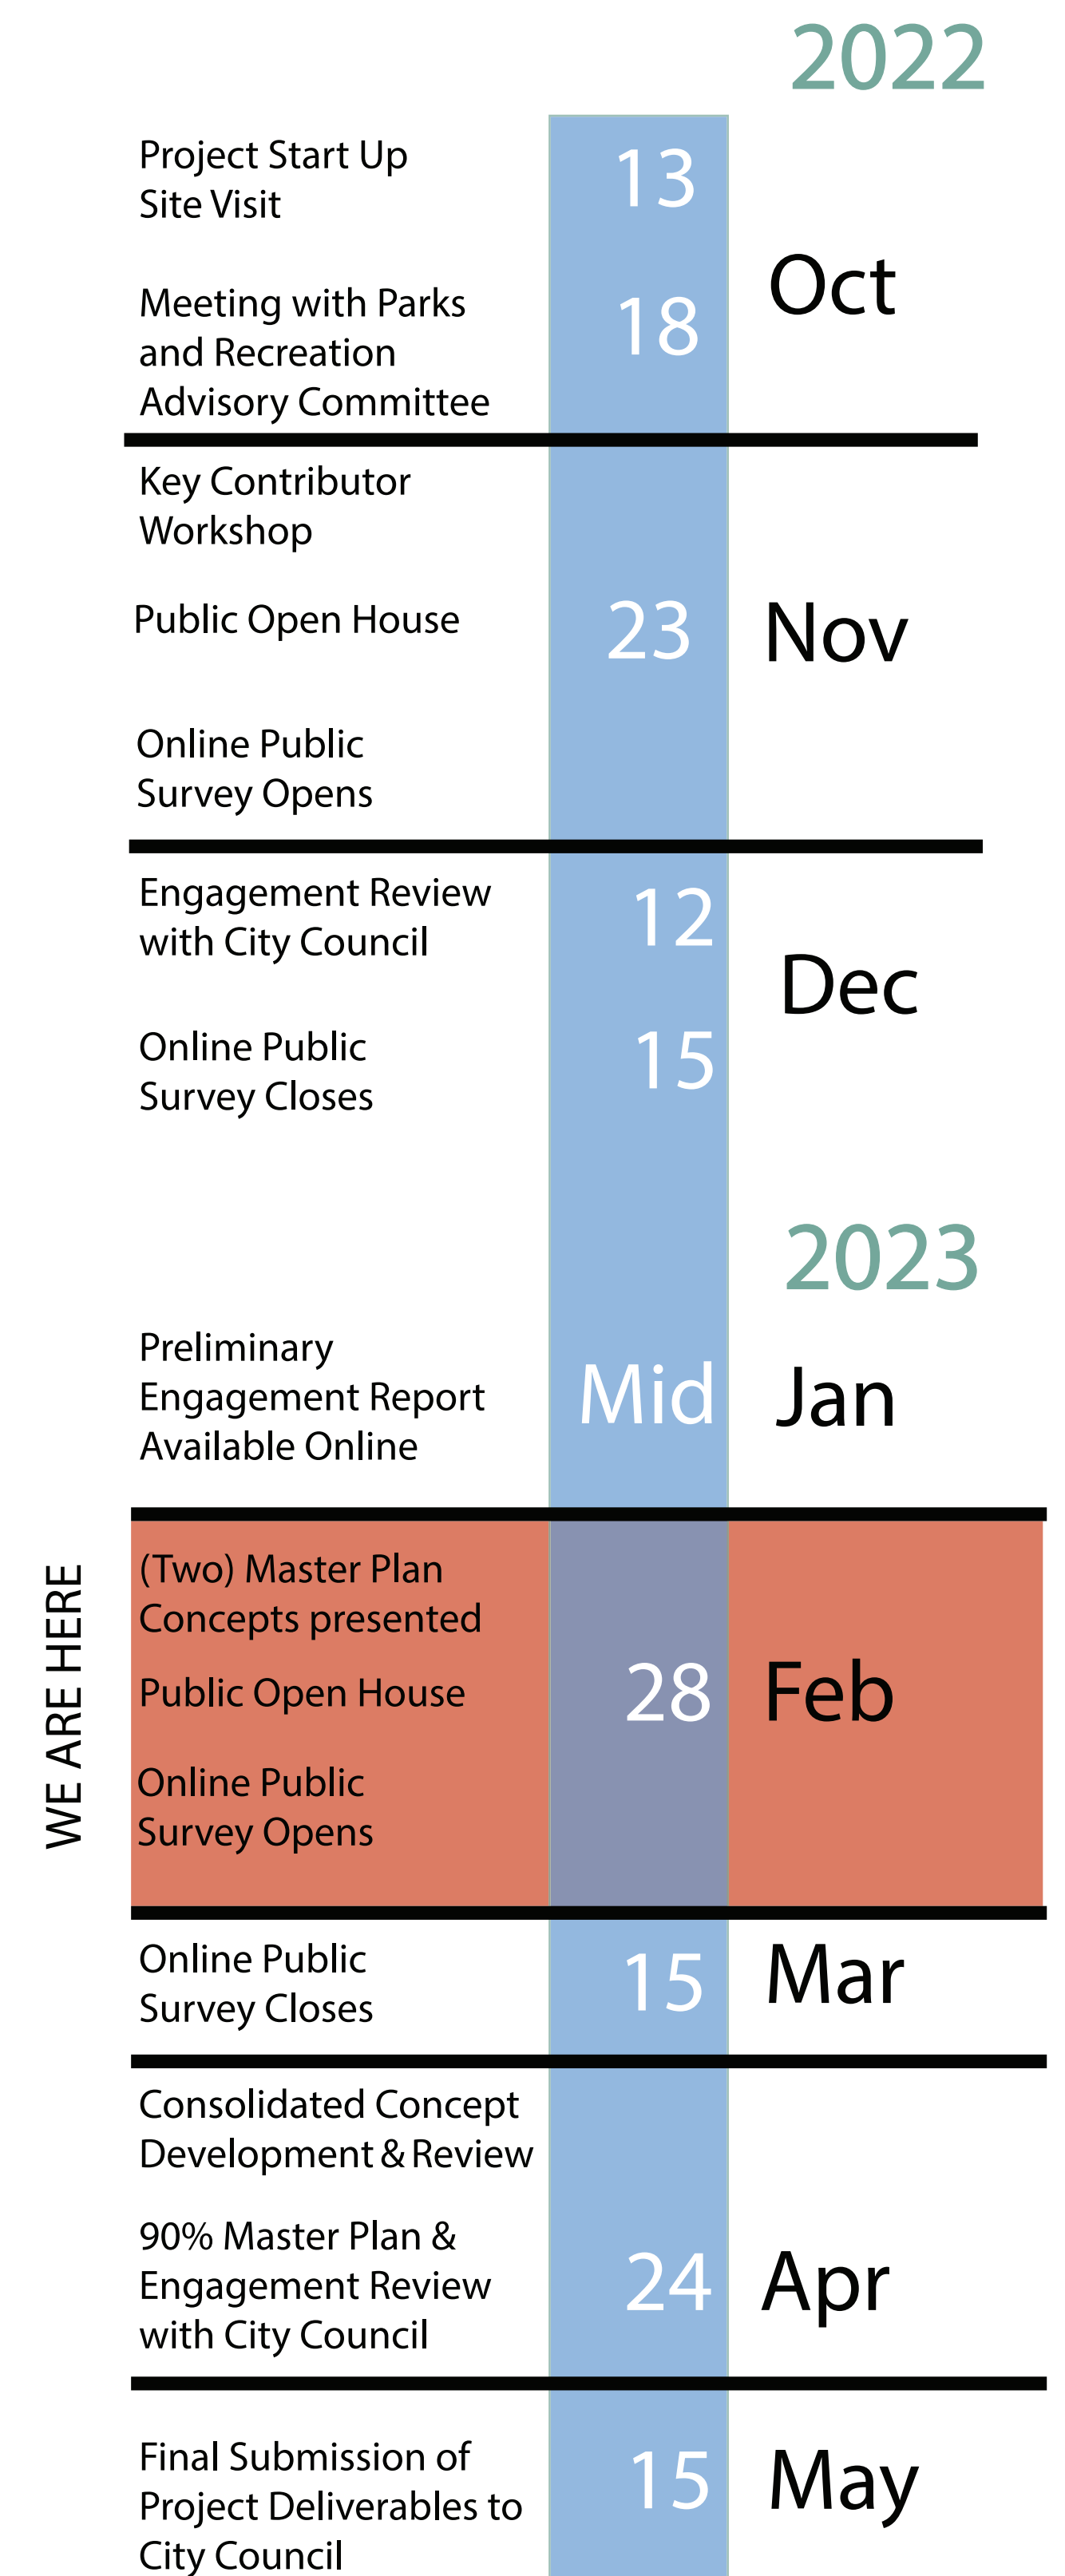 2022
Project Start Up
Site Visit
13
Oct
Meeting with Parks
and Recreation
Advisory Committee
18
Key Contributor
Workshop
Public Open House
23
Nov
Online Public
Survey Opens
Engagement Review
with City Council
12
Dec
Online Public
Survey Closes
15
2023
Preliminary
Engagement Report
Available Online
Mid
Jan
WE ARE HERE
(Two) Master Plan
Concepts presented
Public Open House
28
Feb
Online Public
Survey Opens
Online Public
Survey Closes
15
Mar
Consolidated Concept
Development & Review
90% Master Plan &
Engagement Review
with City Council
24
Apr
Final Submission of
Project Deliverables to
City Council
15
May